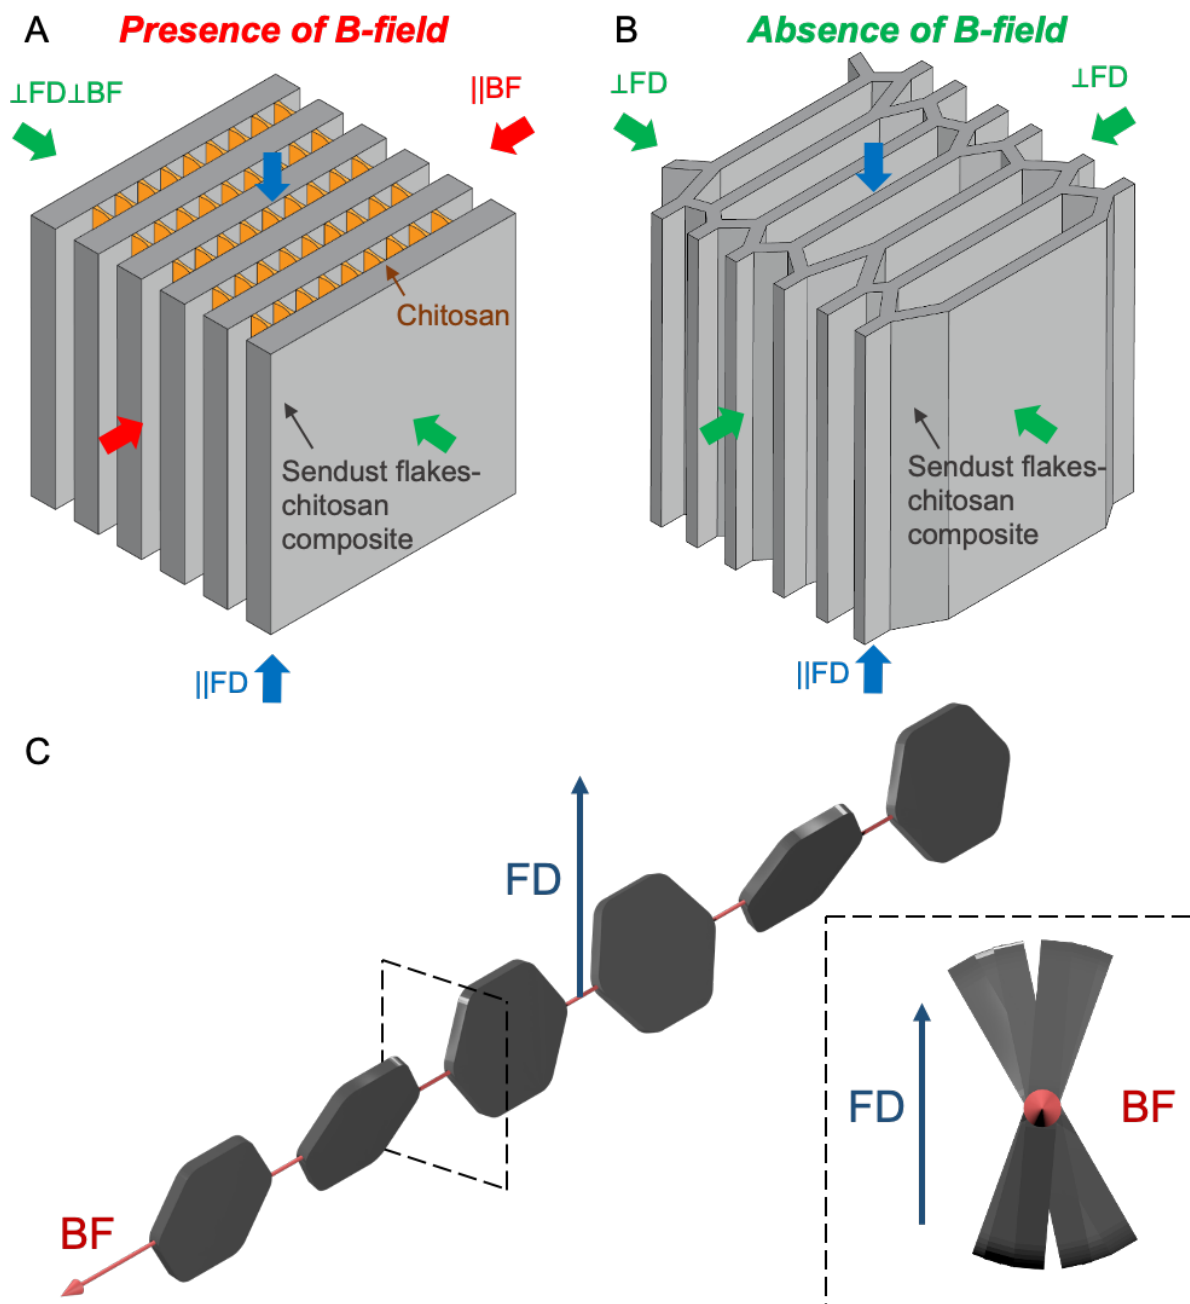 A
Presence of B-field
⊥FD⊥BF
||BF
Chitosan
Sendust flakes-
chitosan
composite
||FD
B
Absence of B-field
⊥FD
⊥FD
Sendust flakes-
chitosan
composite
||FD
C
FD
BF
FD
BF